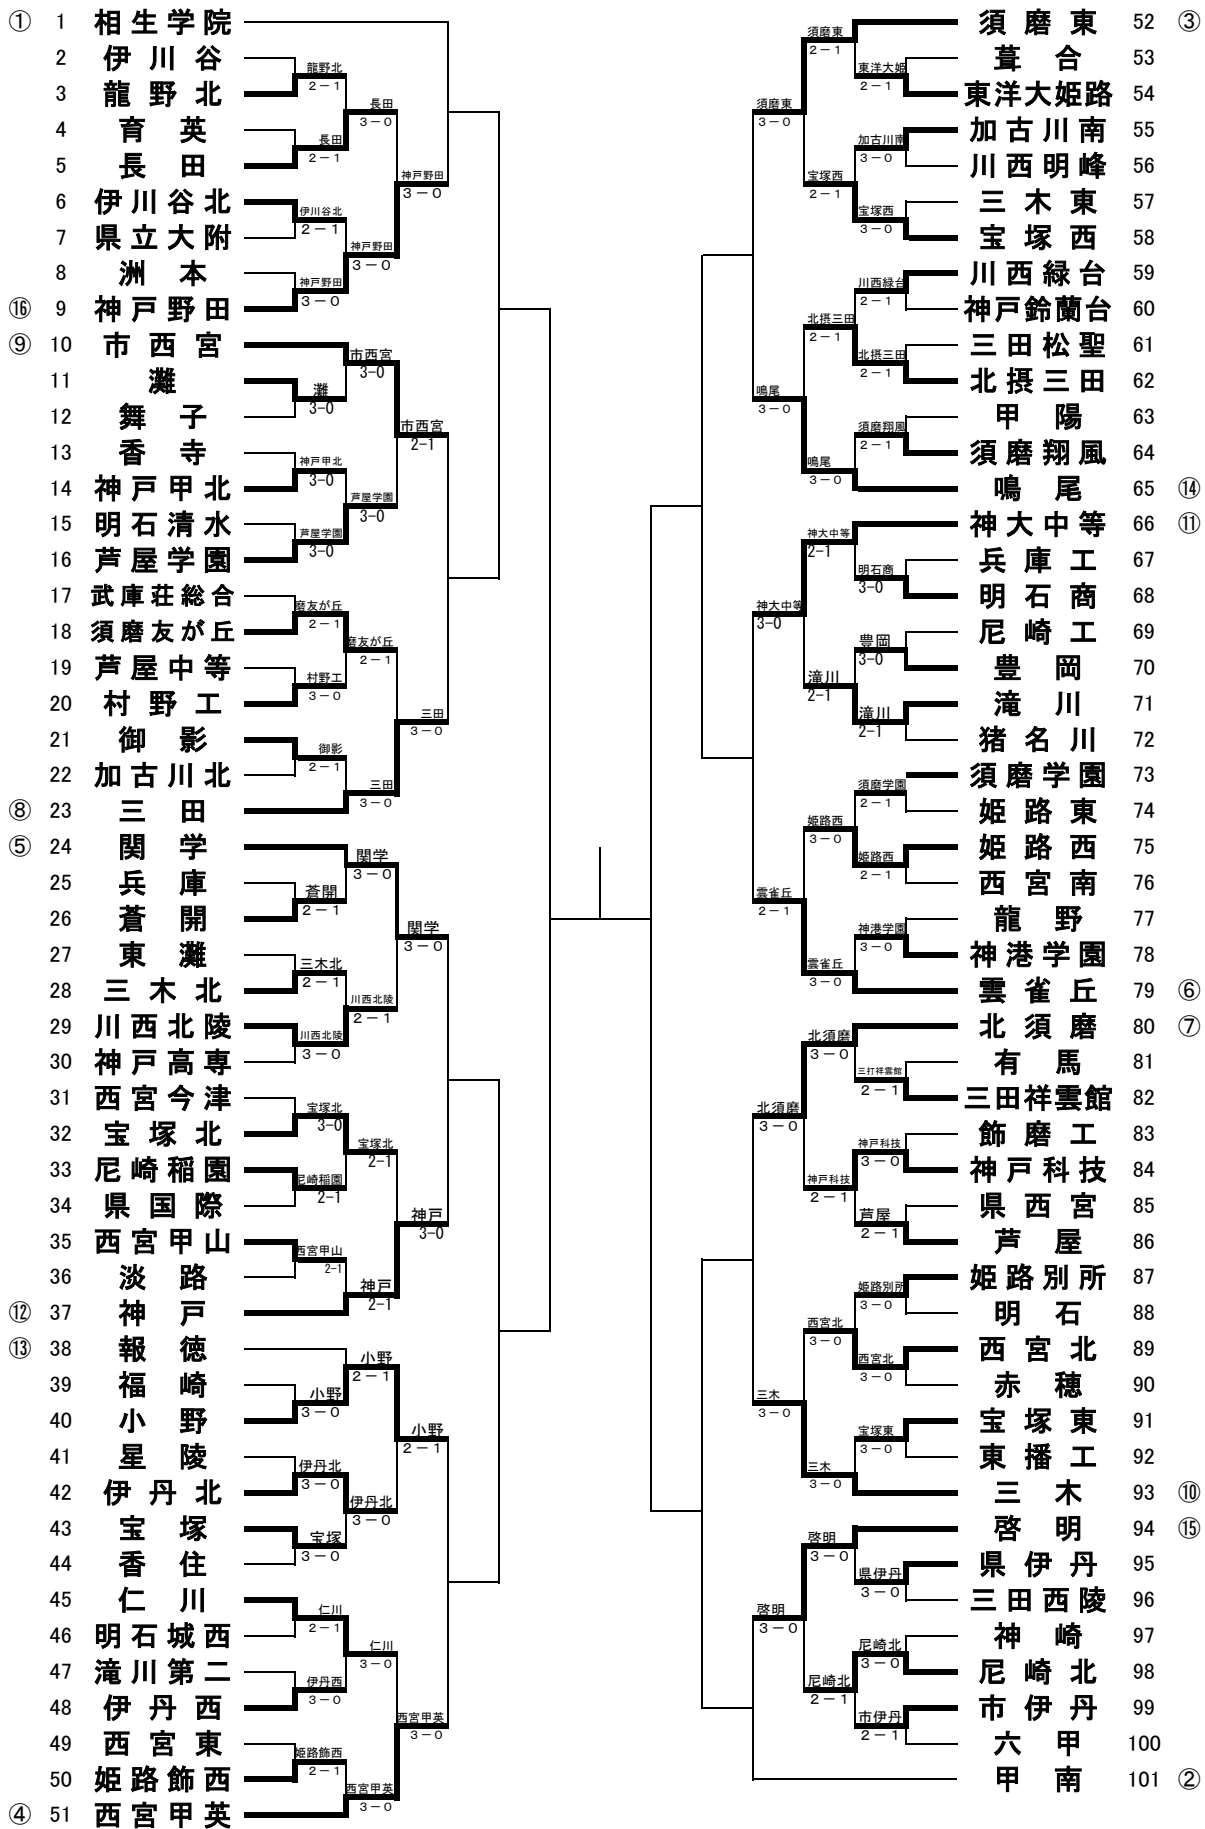 ① 1 相生学院
2 伊川谷
3 龍野北
4 育英
5 長田
6 伊川谷北
7 県立大附
8 洲本
⑯ 9 神戸野田
⑨ 10 市西宮
11 灘
12 舞子
13 香寺
14 神戸甲北
15 明石清水
16 芦屋学園
17 武庫荘総合
18 須磨友が丘
19 芦屋中等
20 村野工
21 御影
22 加古川北
⑧ 23 三田
⑤ 24 関学
25 兵庫
26 蒼開
27 東灘
28 三木北
29 川西北陵
30 神戸高専
31 西宮今津
32 宝塚北
33 尼崎稲園
34 県国際
35 西宮甲山
36 淡路
⑫ 37 神戸
⑬ 38 報徳
39 福崎
40 小野
41 星陵
42 伊丹北
43 宝塚
44 香住
45 仁川
46 明石城西
47 滝川第二
48 伊丹西
49 西宮東
50 姫路飾西
④ 51 西宮甲英
龍野北
2－1
長田
2－1
伊川谷北
2－1
神戸野田
3－0
灘
3-0
神戸甲北
3-0
芦屋学園
3-0
磨友が丘
2－1
村野工
3－0
御影
2－1
蒼開
2－1
三木北
2－1
川西北陵
3－0
宝塚北
3-0
尼崎稲園
2-1
西宮甲山
2-1
小野
3－0
伊丹北
3－0
宝塚
3－0
仁川
2－1
伊丹西
3－0
姫路飾西
2－1
長田
3－0
神戸野田
3－0
市西宮
3-0
芦屋学園
3-0
磨友が丘
2－1
三田
3－0
関学
3－0
川西北陵
2－1
宝塚北
2-1
神戸
2-1
小野
2－1
伊丹北
3－0
仁川
3－0
西宮甲英
3－0
神戸野田
3－0
市西宮
2-1
三田
3－0
関学
3－0
神戸
3-0
小野
2－1
西宮甲英
3－0
須磨東
3－0
鳴尾
3－0
神大中等
3-0
雲雀丘
2－1
北須磨
3－0
三木
3－0
啓明
3－0
須磨東
2－1
宝塚西
2－1
北摂三田
2－1
鳴尾
3－0
神大中等
2-1
滝川
2-1
姫路西
3－0
雲雀丘
3－0
北須磨
3－0
神戸科技
2－1
西宮北
3－0
三木
3－0
啓明
3－0
尼崎北
2－1
東洋大姫
2－1
加古川南
3－0
宝塚西
3－0
川西緑台
2－1
北摂三田
2－1
須磨翔風
2－1
明石商
3-0
豊岡
3-0
滝川
2-1
須磨学園
2－1
姫路西
2－1
神港学園
3－0
三打祥雲館
2－1
神戸科技
3－0
芦屋
2－1
姫路別所
3－0
西宮北
3－0
宝塚東
3－0
県伊丹
3－0
尼崎北
3－0
市伊丹
2－1
須磨東 52 ③
葺合 53
東洋大姫路 54
加古川南 55
川西明峰 56
三木東 57
宝塚西 58
川西緑台 59
神戸鈴蘭台 60
三田松聖 61
北摂三田 62
甲陽 63
須磨翔風 64
鳴尾 65 ⑭
神大中等 66 ⑪
兵庫工 67
明石商 68
尼崎工 69
豊岡 70
滝川 71
猪名川 72
須磨学園 73
姫路東 74
姫路西 75
西宮南 76
龍野 77
神港学園 78
雲雀丘 79 ⑥
北須磨 80 ⑦
有馬 81
三田祥雲館 82
飾磨工 83
神戸科技 84
県西宮 85
芦屋 86
姫路別所 87
明石 88
西宮北 89
赤穂 90
宝塚東 91
東播工 92
三木 93 ⑩
啓明 94 ⑮
県伊丹 95
三田西陵 96
神崎 97
尼崎北 98
市伊丹 99
六甲 100
甲南 101 ②